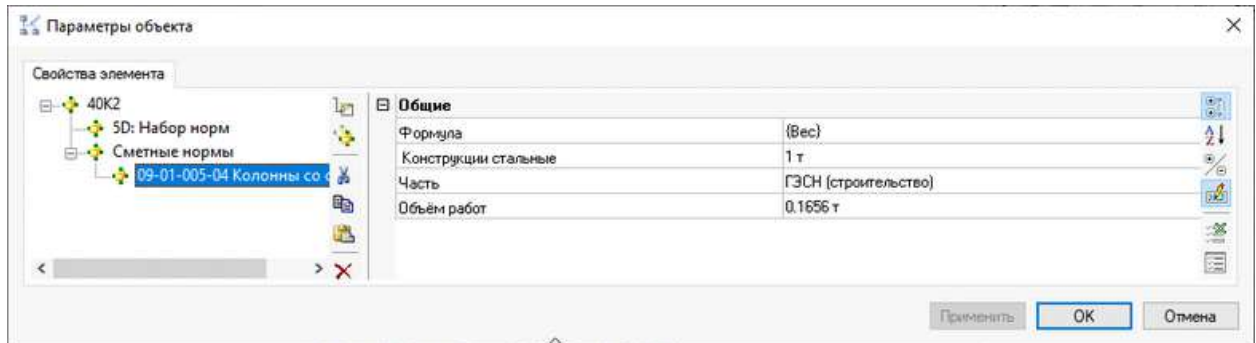 Параметры объекта
Свойства элемента
40К2
5D: Набор норм
Сметные нормы
09-01-005-04 Колонны со
Общие
Формула {Вес}
Конструкции стальные 1 т
Часть ГЭСН (строительство)
Объём работ 0.1656 т
Применить OK Отмена